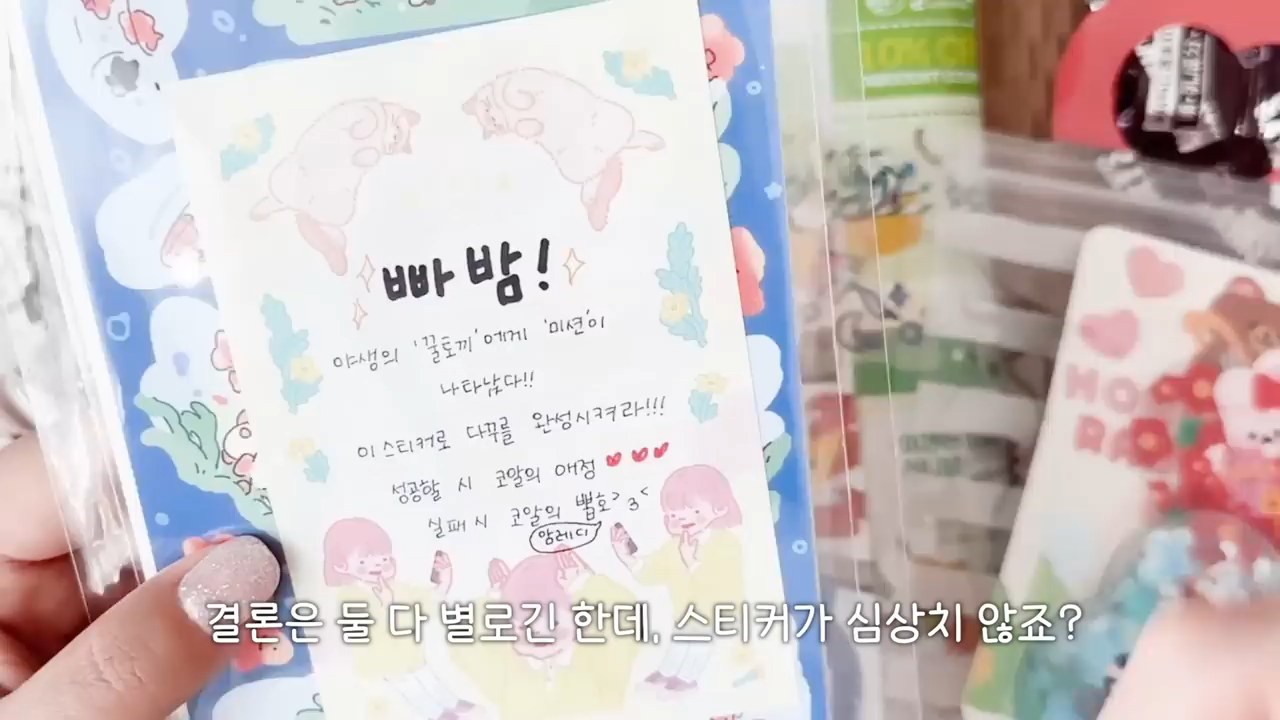 빠밤!
야생의 '꿀토끼'에게 '미션'이
나타났다!!
이 스티커로 다꾸를 완성시켜라!!!
성공할 시 코알의 애정
실패시 코알의 뽑호>3<
앙레디
결론은 둘 다 별로긴 한데, 스티커가 심상치 않죠?
10% C
HO
RA